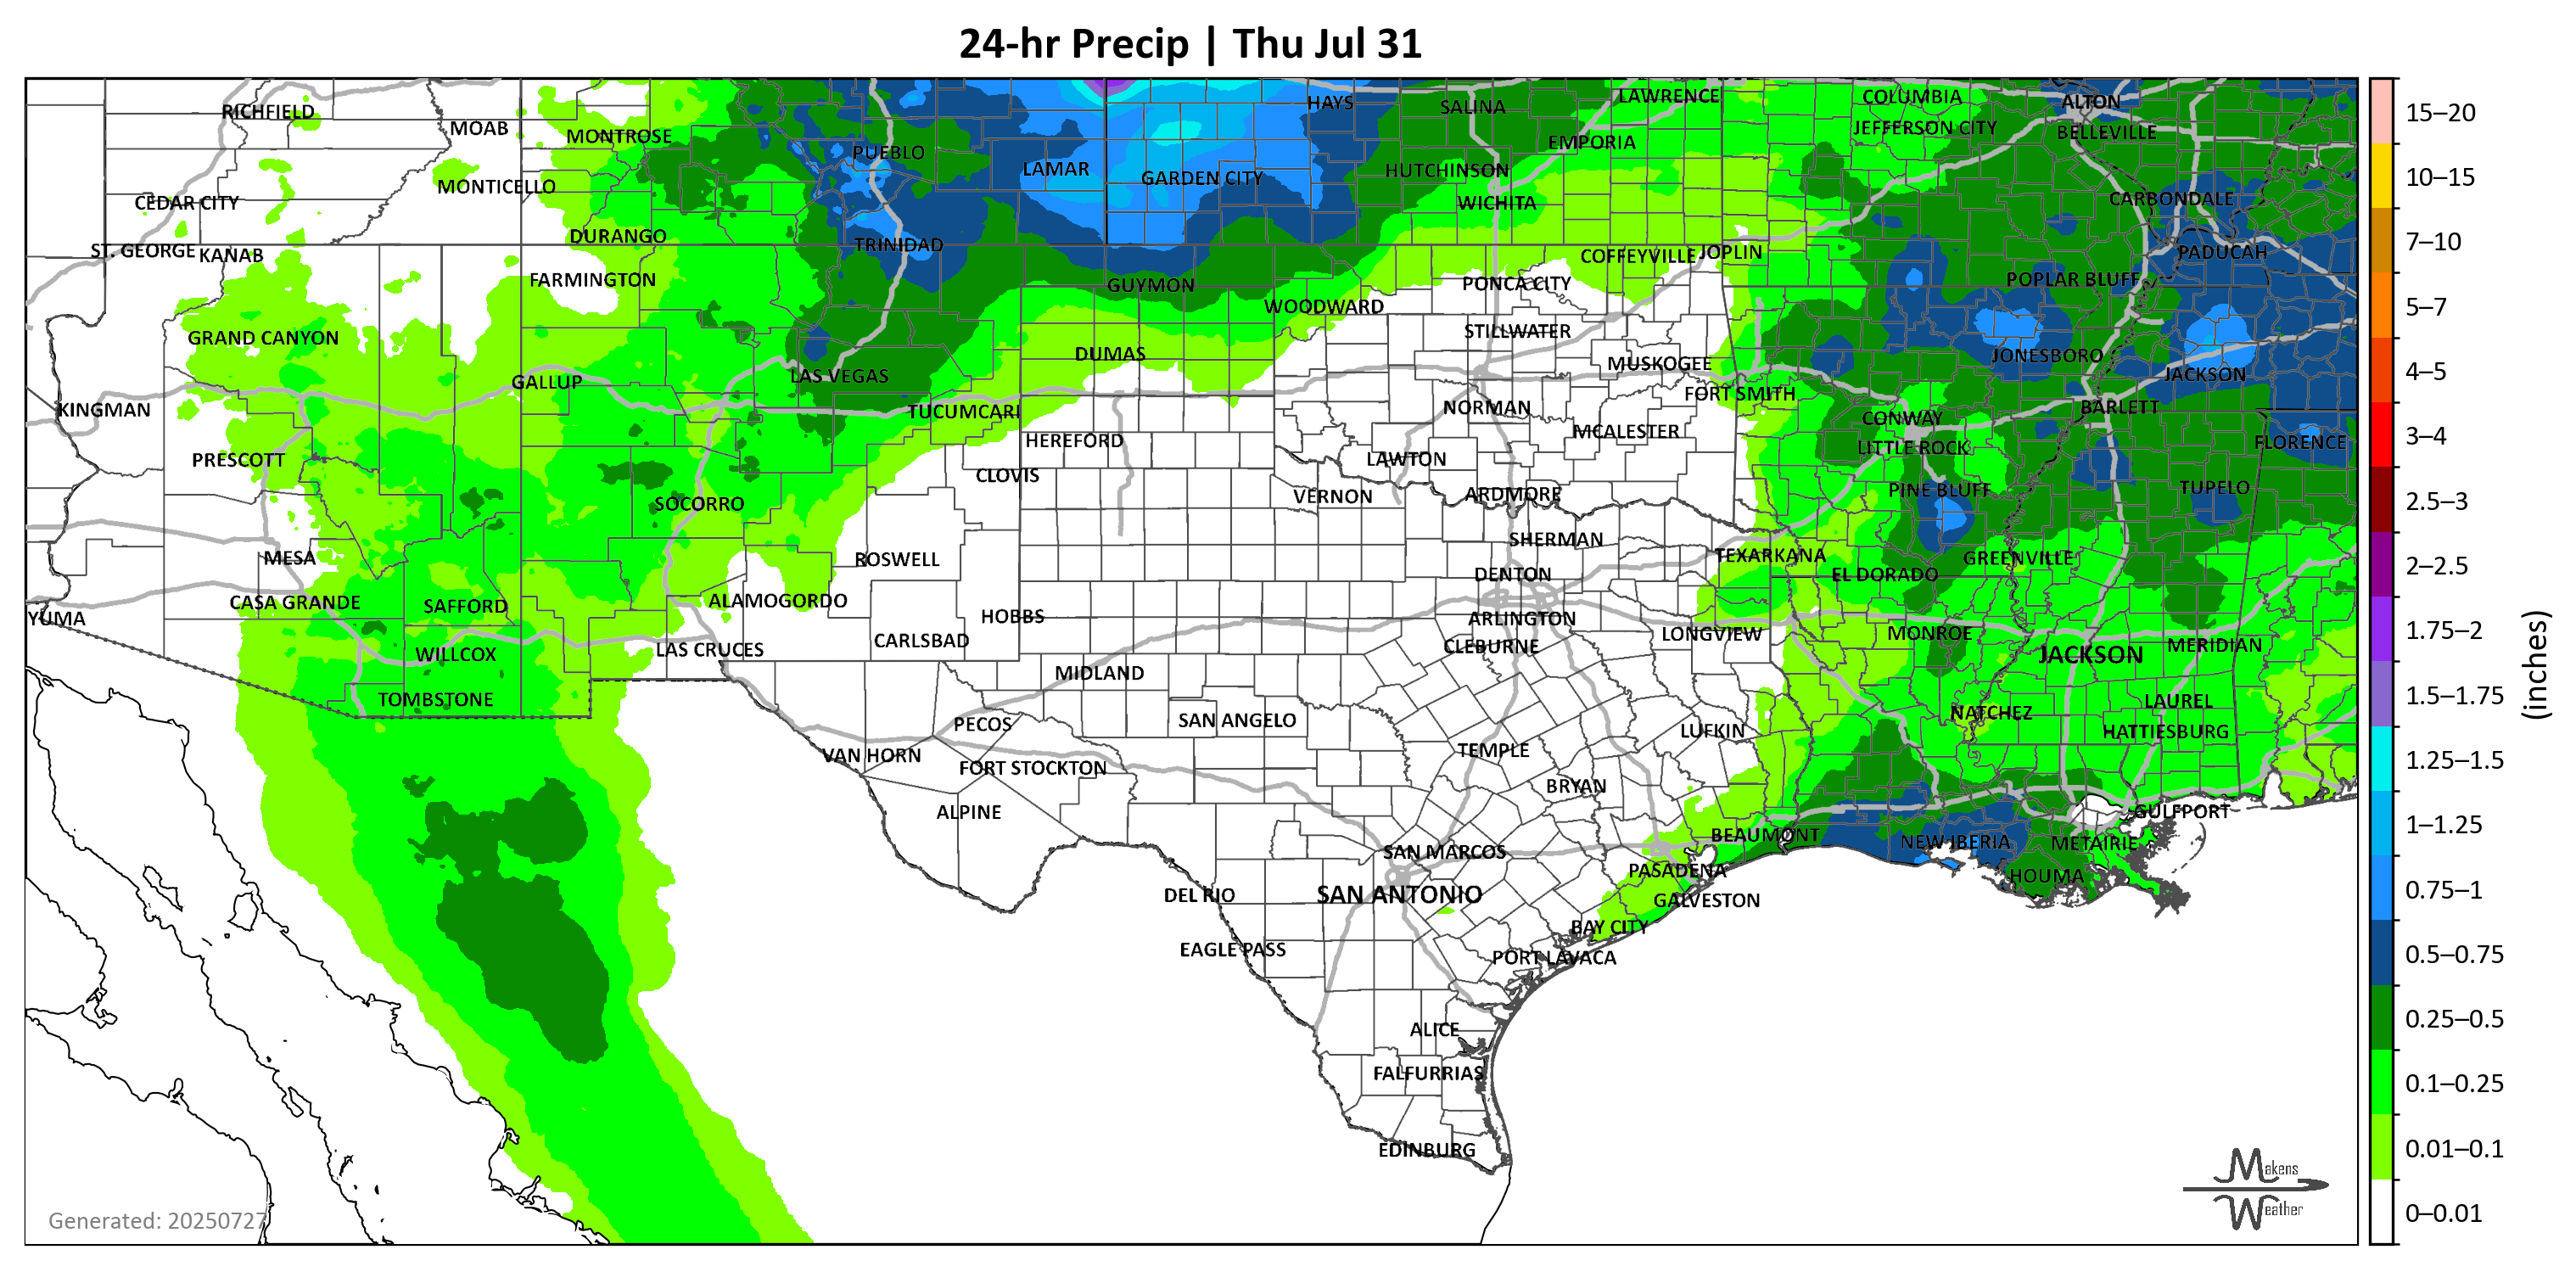 24-hr Precip | Thu Jul 31
RICHFIELD
MOAB
MONTROSE
PUEBLO
LAMAR
GARDEN CITY
HAYS
SALINA
LAWRENCE
EMPORIA
COLUMBIA
JEFFERSON CITY
ALTON
BELLEVILLE
HUTCHINSON
WICHITA
MONTICELLO
CEDAR CITY
CARBONDALE
ST. GEORGE
KANAB
DURANGO
TRINIDAD
COFFEYVILLE
JOPLIN
PADUCAH
FARMINGTON
GUYMON
PONCA CITY
POPLAR BLUFF
WOODWARD
GRAND CANYON
STILLWATER
DUMAS
MUSKOGEE
JONESBORO
GALLUP
LAS VEGAS
FORT SMITH
JACKSON
KINGMAN
TUCUMCARI
NORMAN
CONWAY
BARLETT
HEREFORD
MCALESTER
LITTLE ROCK
FLORENCE
PRESCOTT
CLOVIS
LAWTON
SOCORRO
VERNON
ARDMORE
PINE BLUFF
TUPELO
MESA
ROSWELL
SHERMAN
TEXARKANA
GREENVILLE
DENTON
EL DORADO
YUMA
CASA GRANDE
SAFFORD
ALAMOGORDO
HOBBS
ARLINGTON
WILLCOX
LAS CRUCES
CARLSBAD
CLEBURNE
LONGVIEW
MONROE
JACKSON
MERIDIAN
TOMBSTONE
MIDLAND
PECOS
SAN ANGELO
NATCHEZ
LAUREL
VAN HORN
FORT STOCKTON
TEMPLE
LUFKIN
HATTIESBURG
ALPINE
BRYAN
GULFPORT
SAN MARCOS
BEAUMONT
NEW IBERIA
METAIRIE
DEL RIO
SAN ANTONIO
PASADENA
GALVESTON
HOUMA
EAGLE PASS
BAY CITY
PORT LAVACA
ALICE
FALFURRIAS
EDINBURG
15–20
10–15
7–10
5–7
4–5
3–4
2.5–3
2–2.5
1.75–2
1.5–1.75
1.25–1.5
1–1.25
0.75–1
0.5–0.75
0.25–0.5
0.1–0.25
0.01–0.1
0–0.01
(inches)
Makens
Weather
Generated: 20250727